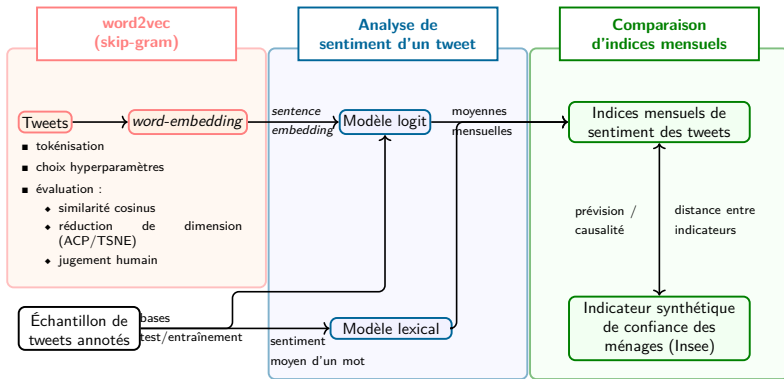 word2vec
(skip-gram)
Analyse de
sentiment d'un tweet
Comparaison
d'indices mensuels
Tweets
word-embedding
sentence
embedding
Modèle logit
moyennes
mensuelles
Indices mensuels de
sentiment des tweets
■ tokénisation
■ choix hyperparamètres
■ évaluation :
◆ similarité cosinus
◆ réduction de dimension
(ACP/TSNE)
◆ jugement humain
prévision /
causalité
distance entre
indicateurs
Échantillon de
tweets annotés
bases
test/entraînement
sentiment
moyen d'un mot
Modèle lexical
Indicateur synthétique
de confiance des
ménages (Insee)